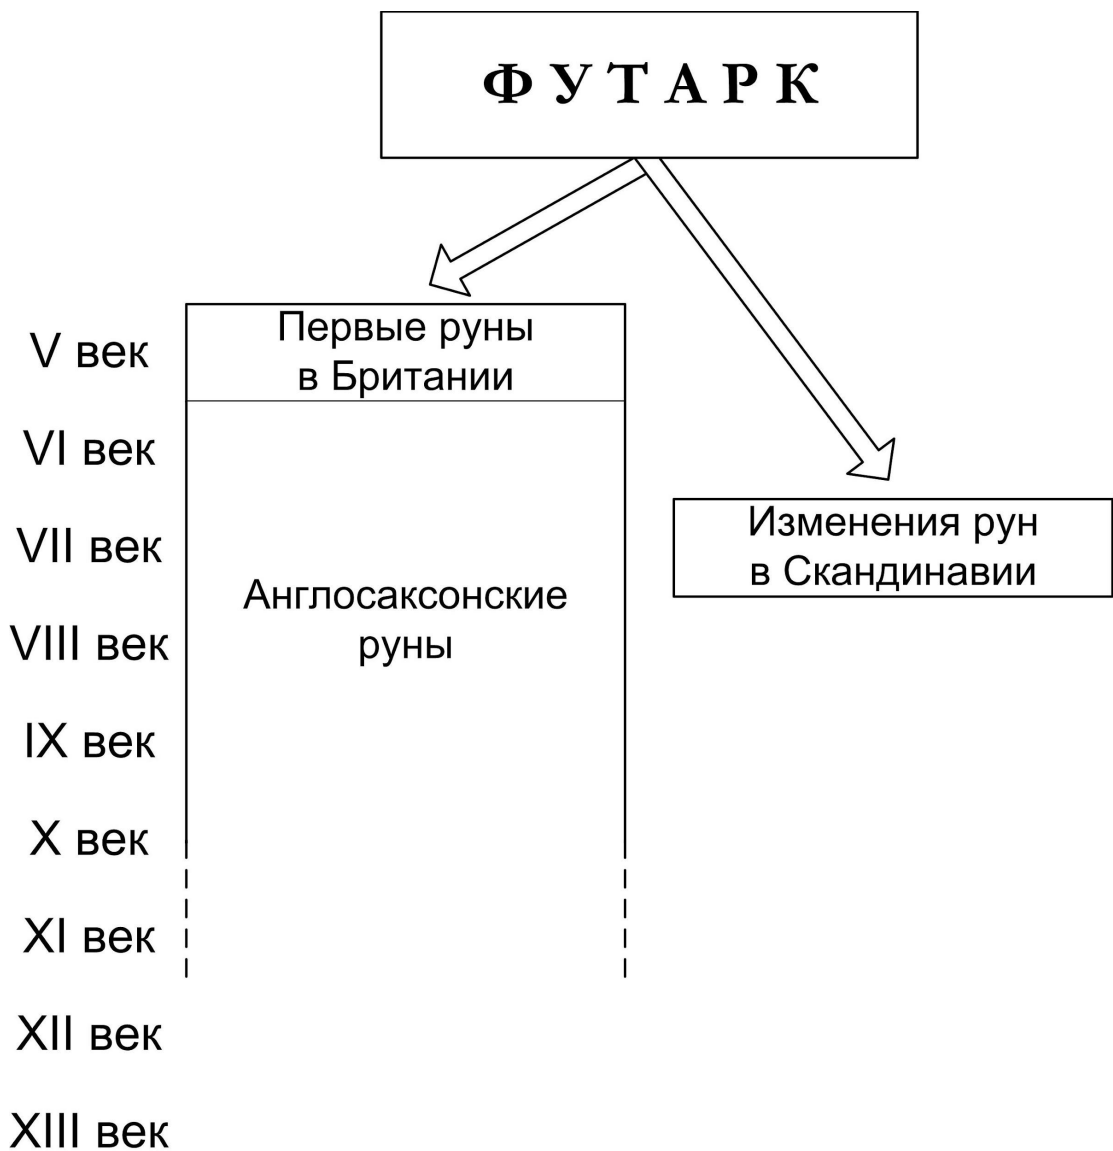 ФУТАРК
V век
Первые руны
в Британии
VI век
VII век
Изменения рун
в Скандинавии
Англосаксонские
руны
VIII век
IX век
X век
XI век
XII век
XIII век